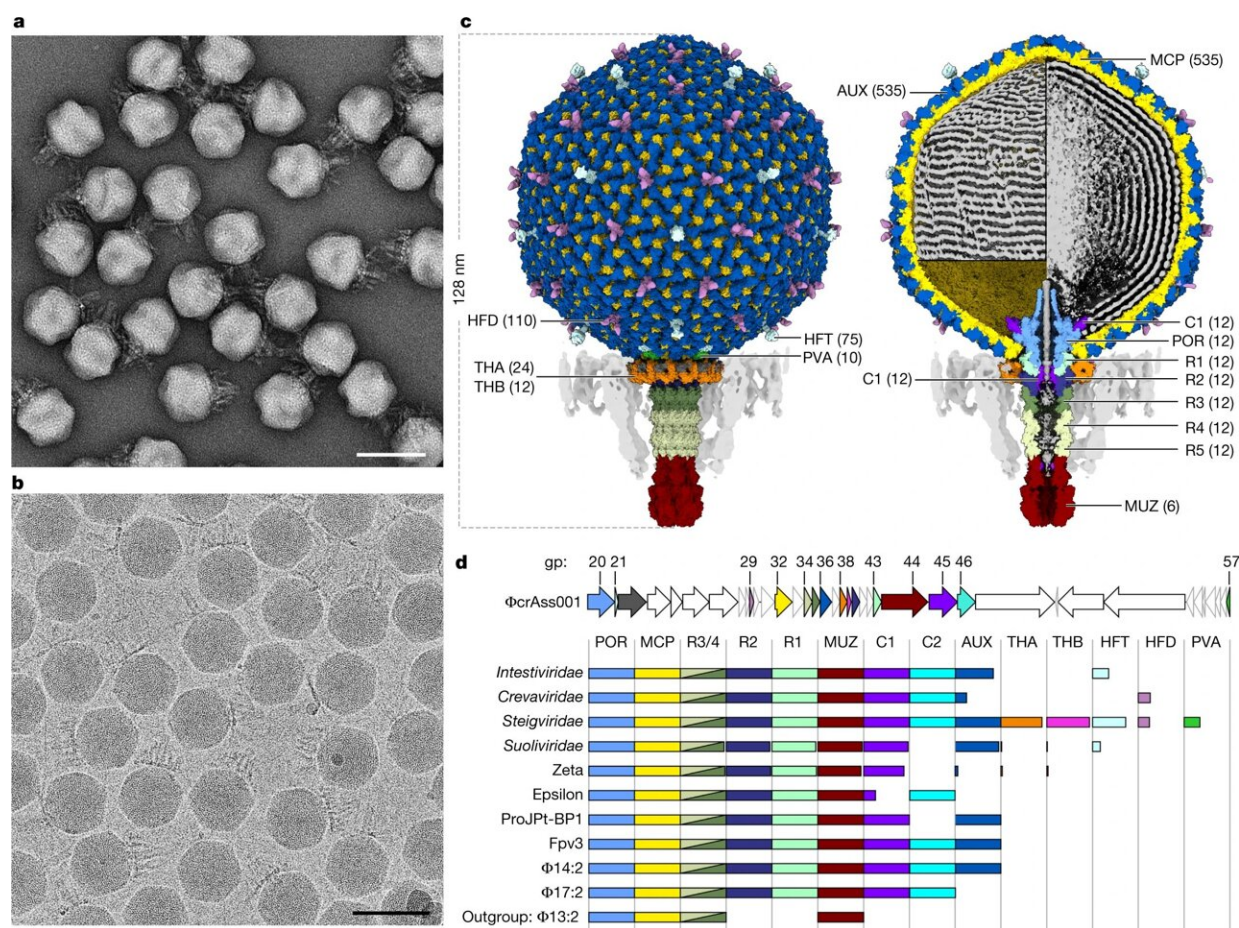 a
b
c
128 nm
HFD (110)
HFT (75)
PVA (10)
THA (24)
THB (12)
AUX (535)
MCP (535)
C1 (12)
POR (12)
R1 (12)
C1 (12)
R2 (12)
R3 (12)
R4 (12)
R5 (12)
MUZ (6)
d
gp: 20 21 29 32 34 36 38 43 44 45 46 57
ΦcrAss001
POR MCP R3/4 R2 R1 MUZ C1 C2 AUX THA THB HFT HFD PVA
Intestiviridae
Crevaviridae
Steigviridae
Suoliviridae
Zeta
Epsilon
ProJPt-BP1
Fpv3
Φ14:2
Φ17:2
Outgroup: Φ13:2